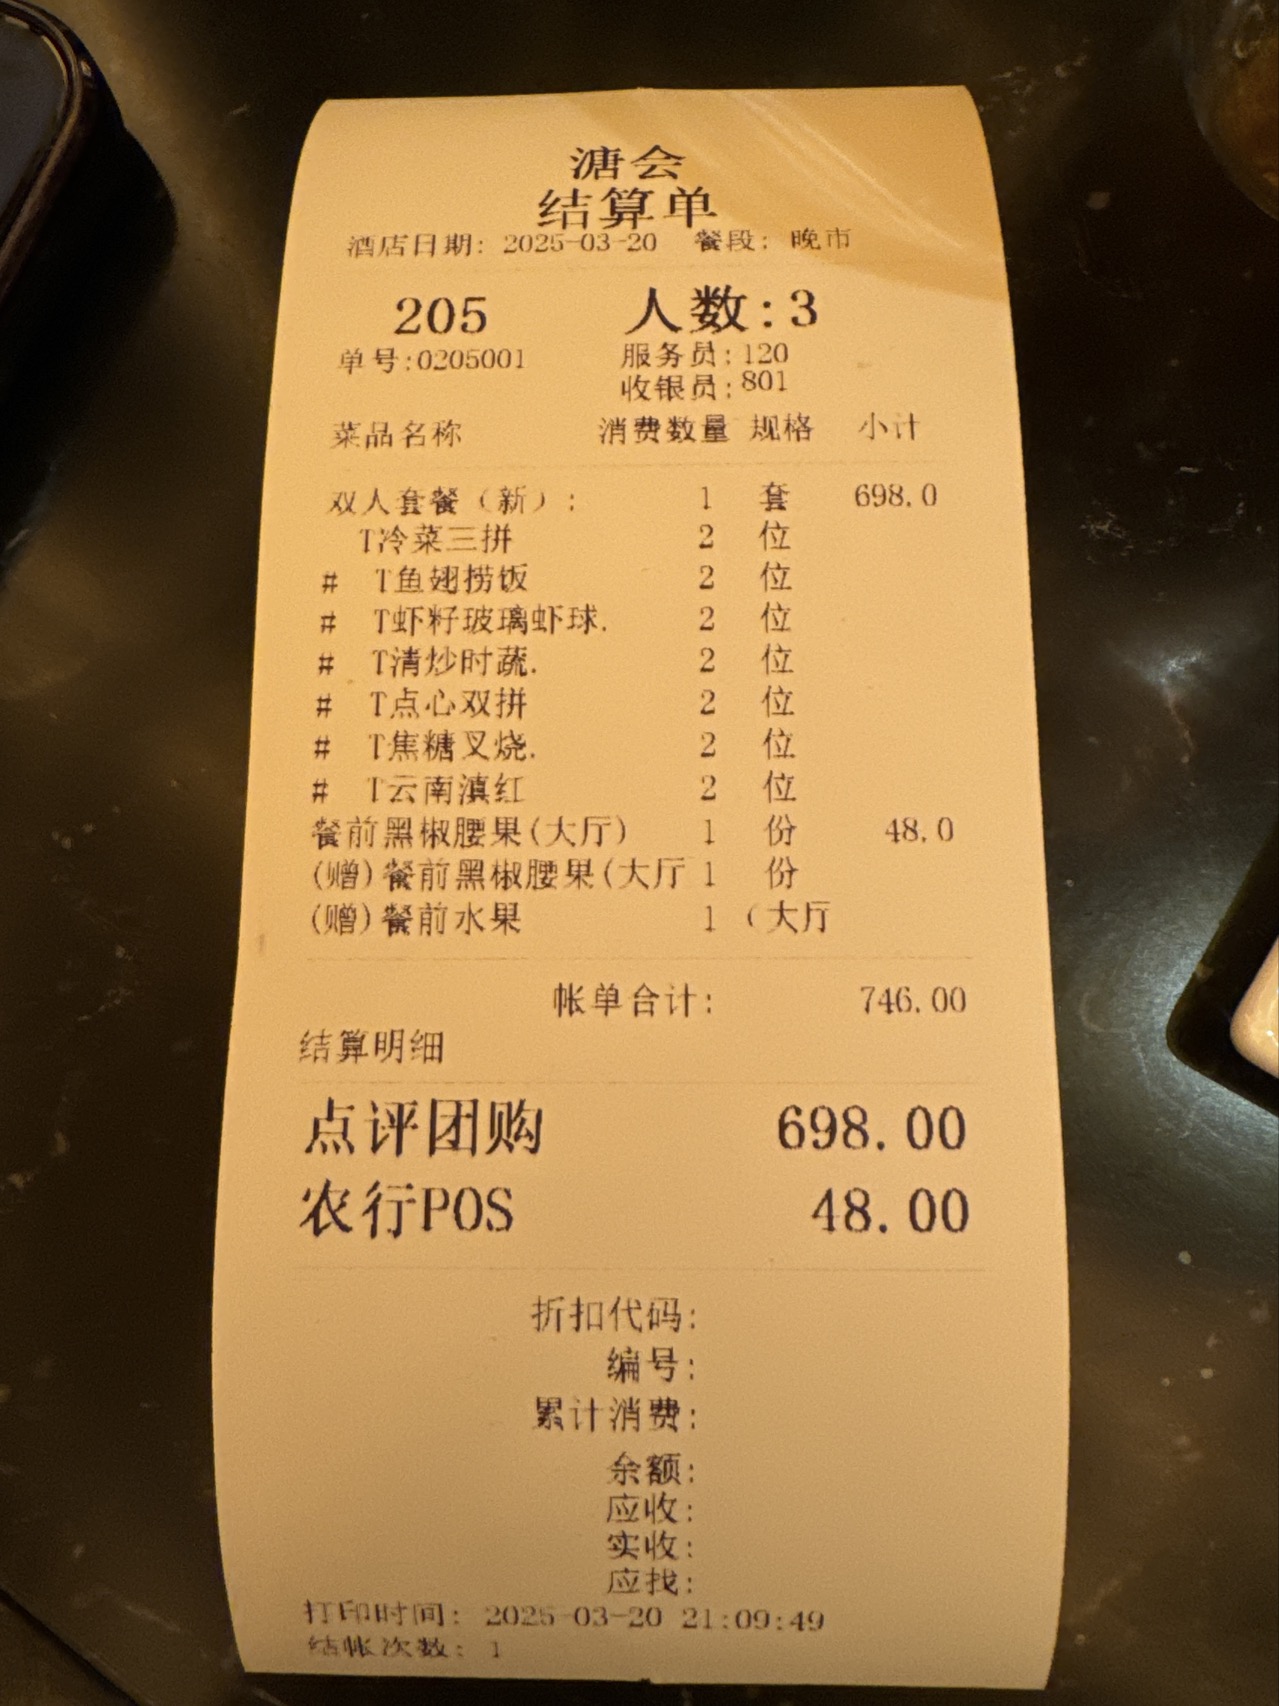 溏会
结算单
酒店日期: 2025-03-20 餐段: 晚市
205 人数:3
单号:0205001 服务员:120
收银员:801
菜品名称 消费数量 规格 小计
双人套餐（新）: 1 套 698.0
T冷菜三拼 2 位
# T鱼翅捞饭 2 位
# T虾籽玻璃虾球. 2 位
# T清炒时蔬. 2 位
# T点心双拼 2 位
# T焦糖叉烧. 2 位
# T云南滇红 2 位
餐前黑椒腰果(大厅) 1 份 48.0
(赠)餐前黑椒腰果(大厅 1 份
(赠)餐前水果 1 （大厅
帐单合计: 746.00
结算明细
点评团购 698.00
农行POS 48.00
折扣代码:
编号:
累计消费:
余额:
应收:
实收:
应找:
打印时间: 2025-03-20 21:09:49
结帐次数: 1